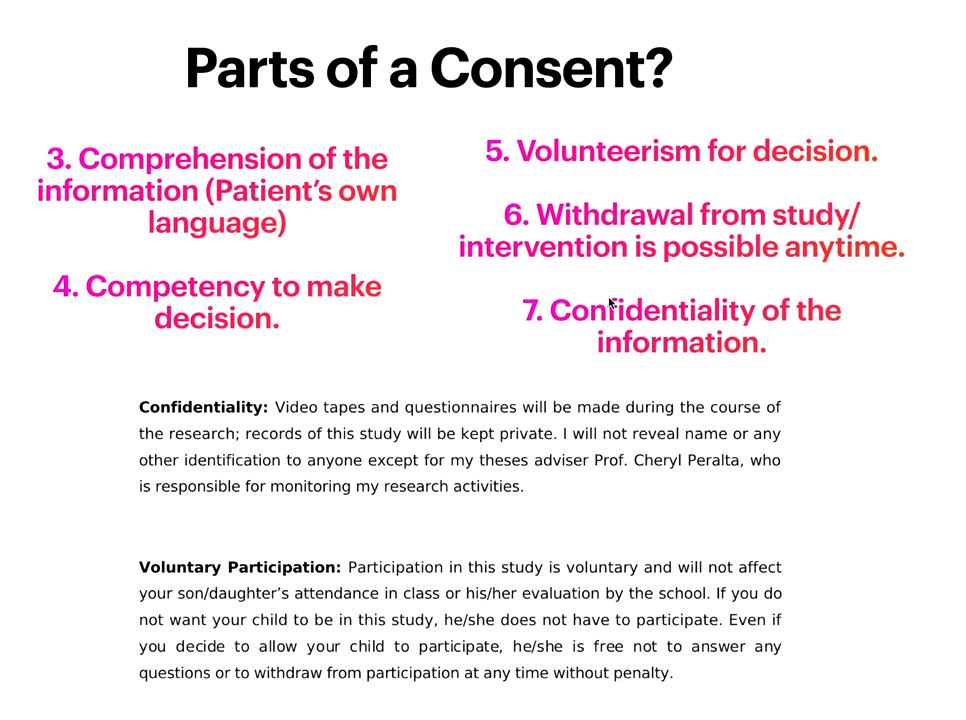 Parts of a Consent?
3. Comprehension of the
information (Patient’s own
language)
4. Competency to make
decision.
5. Volunteerism for decision.
6. Withdrawal from study/
intervention is possible anytime.
7. Confidentiality of the
information.
Confidentiality: Video tapes and questionnaires will be made during the course of
the research; records of this study will be kept private. I will not reveal name or any
other identification to anyone except for my theses adviser Prof. Cheryl Peralta, who
is responsible for monitoring my research activities.
Voluntary Participation: Participation in this study is voluntary and will not affect
your son/daughter’s attendance in class or his/her evaluation by the school. If you do
not want your child to be in this study, he/she does not have to participate. Even if
you decide to allow your child to participate, he/she is free not to answer any
questions or to withdraw from participation at any time without penalty.